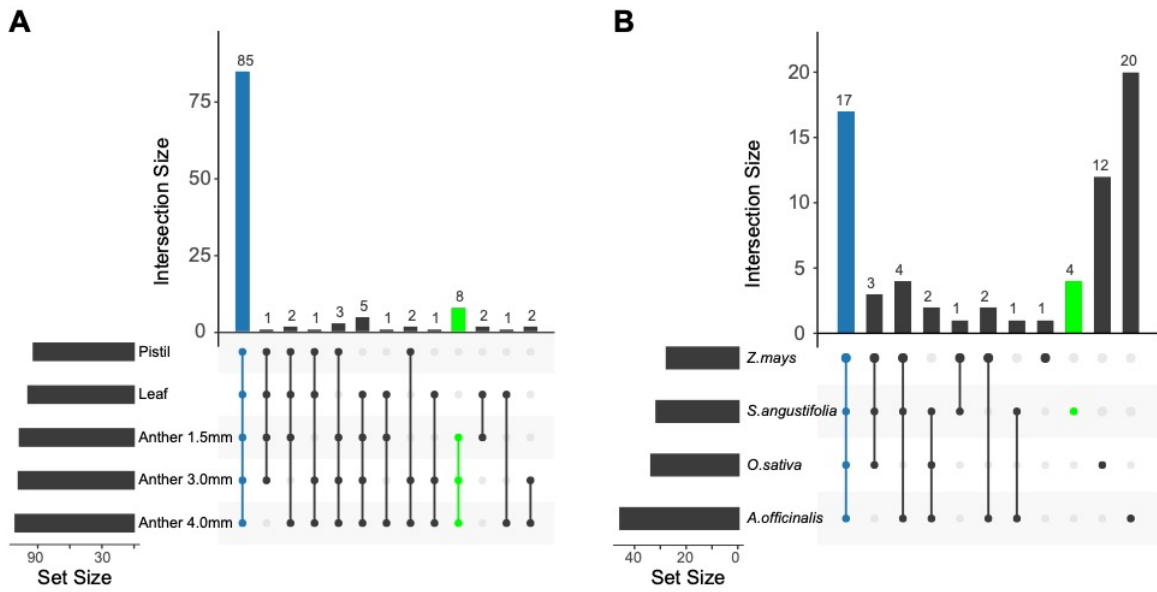 A
Intersection Size
75
50
25
0
85
1
2
1
3
5
1
2
1
8
2
1
2
Pistil
Leaf
Anther 1.5mm
Anther 3.0mm
Anther 4.0mm
90
30
Set Size
B
Intersection Size
20
15
10
5
0
17
3
4
2
1
2
1
1
4
12
20
Z.mays
S.angustifolia
O.sativa
A.officinalis
40
20
0
Set Size